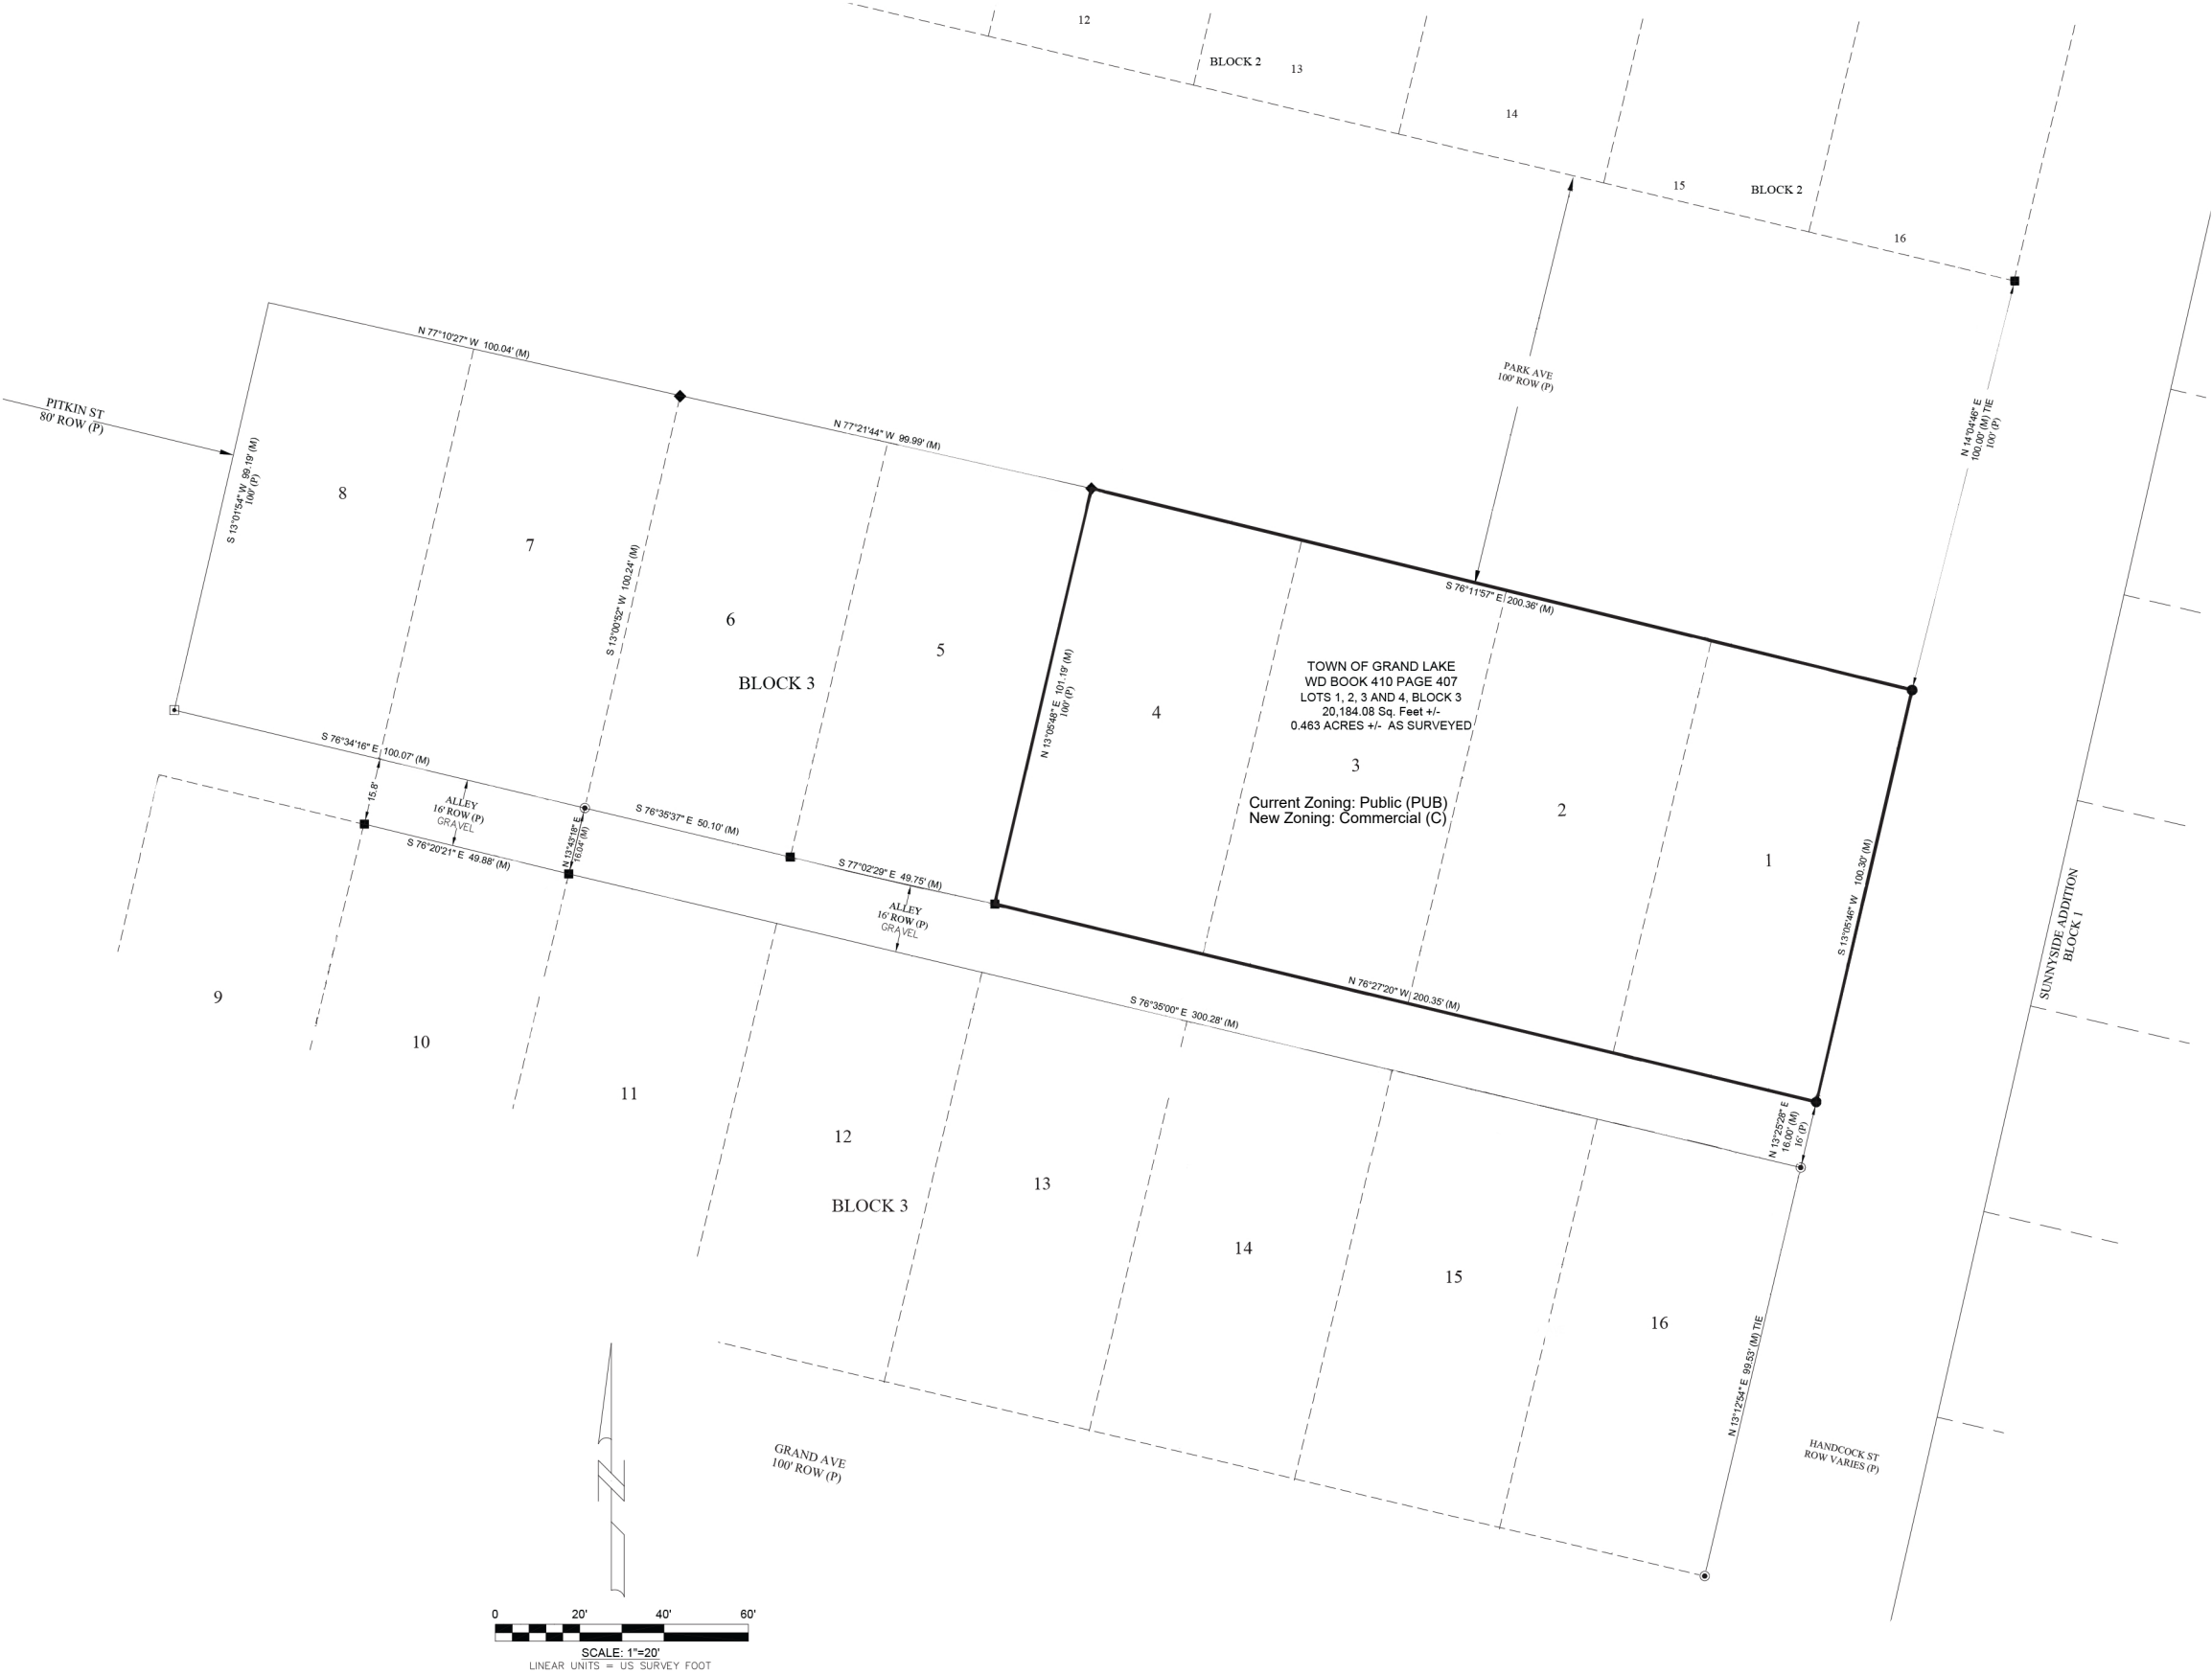 12
BLOCK 2
13
14
15
BLOCK 2
16
PARK AVE
100' ROW (P)
N 14°04'46" E
100.00' (M) TIE
100' (P)
N 77°10'27" W  100.04' (M)
PITKIN ST
80' ROW (P)
N 77°21'44" W  99.99' (M)
S 13°01'54" W  99.19' (M)
100' (P)
8
7
S 13°00'52" W  100.24' (M)
6
5
BLOCK 3
S 76°11'57" E  200.36' (M)
N 13°05'48" E  101.19' (M)
100' (P)
4
TOWN OF GRAND LAKE
WD BOOK 410 PAGE 407
LOTS 1, 2, 3 AND 4, BLOCK 3
20,184.08 Sq. Feet +/-
0.463 ACRES +/-  AS SURVEYED
3
Current Zoning: Public (PUB)
New Zoning: Commercial (C)
2
1
S 13°05'46" W  100.30' (M)
SUNNYSIDE ADDITION
BLOCK 1
S 76°34'16" E  100.07' (M)
15.8'
ALLEY
16' ROW (P)
GRAVEL
S 76°20'21" E  49.88' (M)
N 13°43'18" E
16.04' (M)
S 76°35'37" E  50.10' (M)
S 77°02'29" E  49.75' (M)
ALLEY
16' ROW (P)
GRAVEL
N 76°27'20" W  200.35' (M)
S 76°35'00" E  300.28' (M)
N 13°25'28" E
16.00' (M)
16' (P)
9
10
11
12
BLOCK 3
13
14
15
16
N 13°12'54" E  99.53' (M) TIE
GRAND AVE
100' ROW (P)
HANDCOCK ST
ROW VARIES (P)
N
0 20' 40' 60'
SCALE: 1"=20'
LINEAR UNITS = US SURVEY FOOT